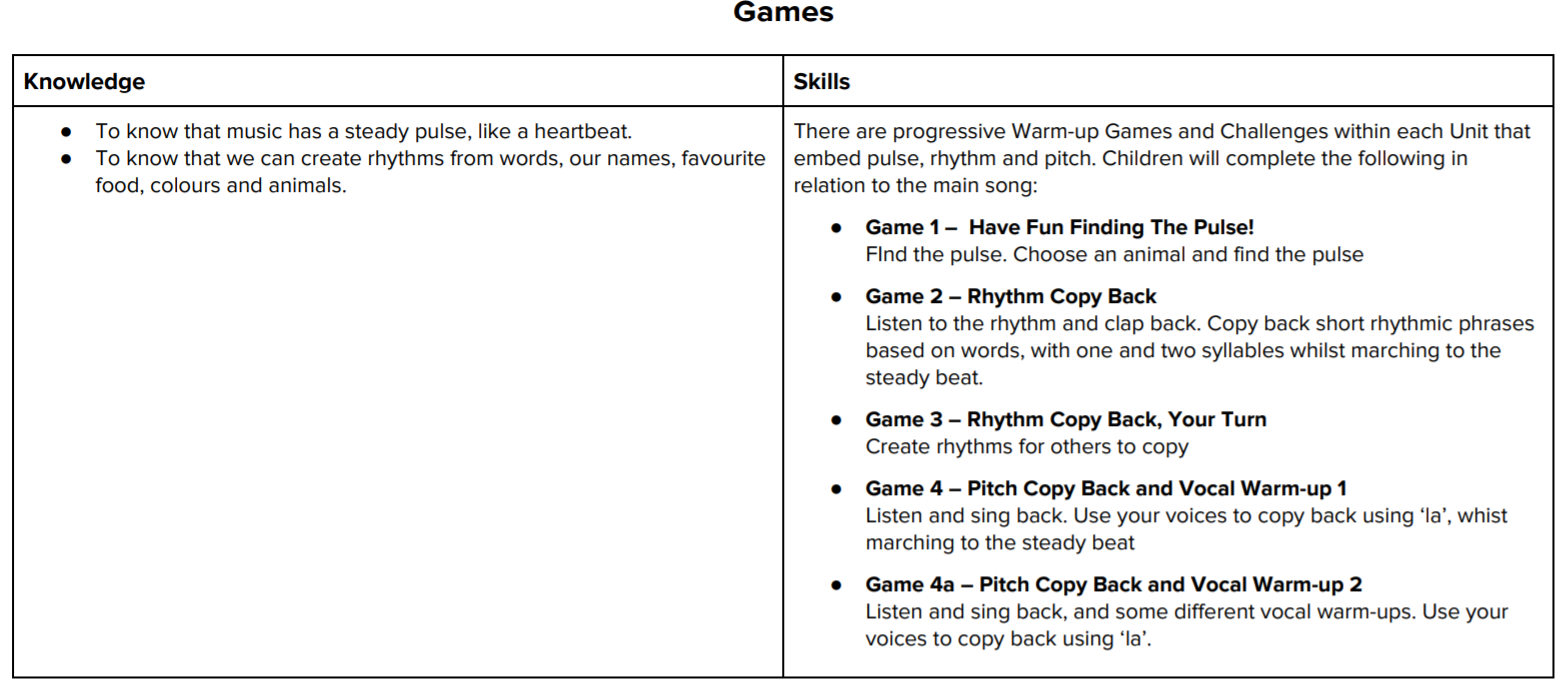 Games
Knowledge
Skills
● To know that music has a steady pulse, like a heartbeat.
● To know that we can create rhythms from words, our names, favourite
food, colours and animals.
There are progressive Warm-up Games and Challenges within each Unit that
embed pulse, rhythm and pitch. Children will complete the following in
relation to the main song:
● Game 1 – Have Fun Finding The Pulse!
FInd the pulse. Choose an animal and find the pulse
● Game 2 – Rhythm Copy Back
Listen to the rhythm and clap back. Copy back short rhythmic phrases
based on words, with one and two syllables whilst marching to the
steady beat.
● Game 3 – Rhythm Copy Back, Your Turn
Create rhythms for others to copy
● Game 4 – Pitch Copy Back and Vocal Warm-up 1
Listen and sing back. Use your voices to copy back using ‘la’, whist
marching to the steady beat
● Game 4a – Pitch Copy Back and Vocal Warm-up 2
Listen and sing back, and some different vocal warm-ups. Use your
voices to copy back using ‘la’.